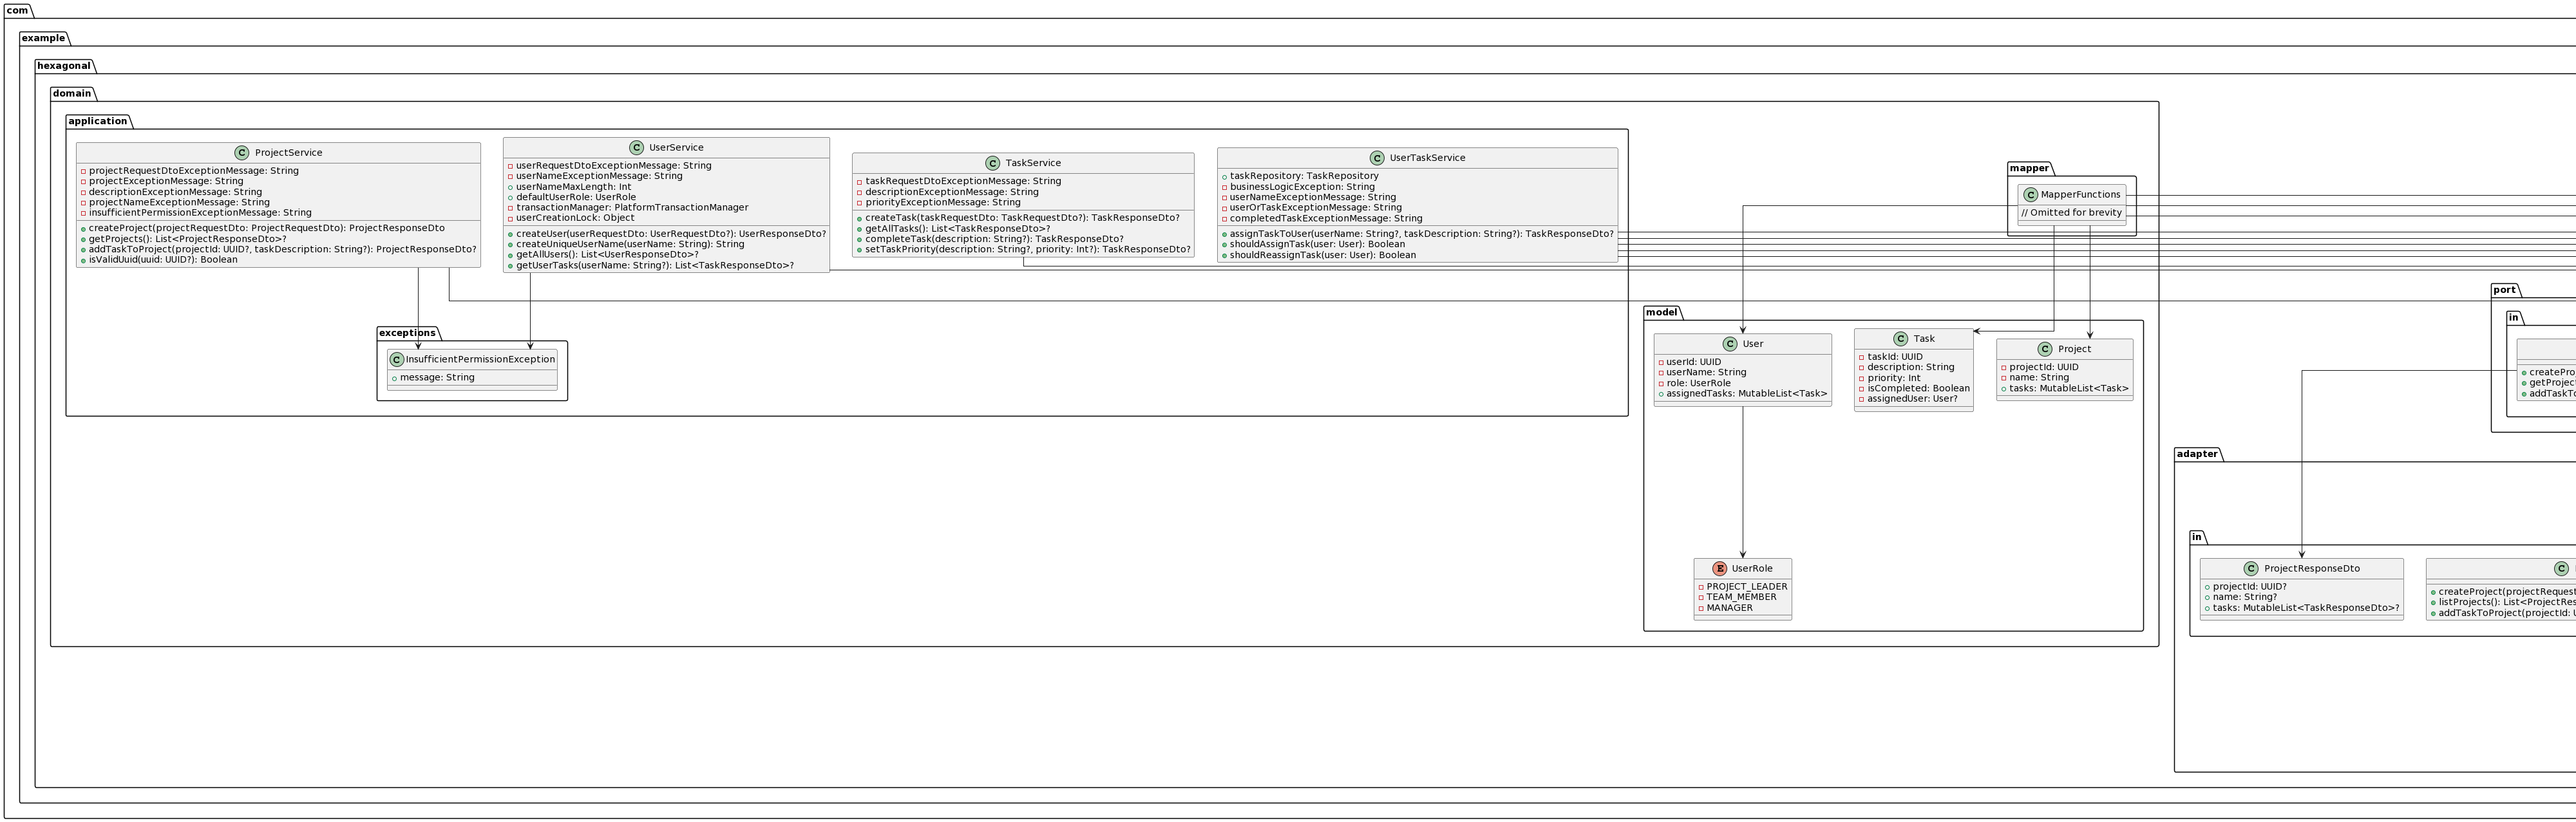 com
example
hexagonal
domain
application
ProjectService
projectRequestDtoExceptionMessage: String
projectExceptionMessage: String
descriptionExceptionMessage: String
projectNameExceptionMessage: String
insufficientPermissionExceptionMessage: String
createProject(projectRequestDto: ProjectRequestDto): ProjectResponseDto
getProjects(): List<ProjectResponseDto>?
addTaskToProject(projectId: UUID?, taskDescription: String?): ProjectResponseDto?
isValidUuid(uuid: UUID?): Boolean
UserService
userRequestDtoExceptionMessage: String
userNameExceptionMessage: String
userNameMaxLength: Int
defaultUserRole: UserRole
transactionManager: PlatformTransactionManager
userCreationLock: Object
createUser(userRequestDto: UserRequestDto?): UserResponseDto?
createUniqueUserName(userName: String): String
getAllUsers(): List<UserResponseDto>?
getUserTasks(userName: String?): List<TaskResponseDto>?
TaskService
taskRequestDtoExceptionMessage: String
descriptionExceptionMessage: String
priorityExceptionMessage: String
createTask(taskRequestDto: TaskRequestDto?): TaskResponseDto?
getAllTasks(): List<TaskResponseDto>?
completeTask(description: String?): TaskResponseDto?
setTaskPriority(description: String?, priority: Int?): TaskResponseDto?
UserTaskService
taskRepository: TaskRepository
businessLogicException: String
userNameExceptionMessage: String
userOrTaskExceptionMessage: String
completedTaskExceptionMessage: String
assignTaskToUser(userName: String?, taskDescription: String?): TaskResponseDto?
shouldAssignTask(user: User): Boolean
shouldReassignTask(user: User): Boolean
mapper
MapperFunctions
// Omitted for brevity
exceptions
InsufficientPermissionException
message: String
model
User
userId: UUID
userName: String
role: UserRole
assignedTasks: MutableList<Task>
Task
taskId: UUID
description: String
priority: Int
isCompleted: Boolean
assignedUser: User?
Project
projectId: UUID
name: String
tasks: MutableList<Task>
UserRole
PROJECT_LEADER
TEAM_MEMBER
MANAGER
port
in
createPro
getProject
addTaskTo
adapter
in
ProjectResponseDto
projectId: UUID?
name: String?
tasks: MutableList<TaskResponseDto>?
createProject(projectRequest
listProjects(): List<ProjectRes
addTaskToProject(projectId: U